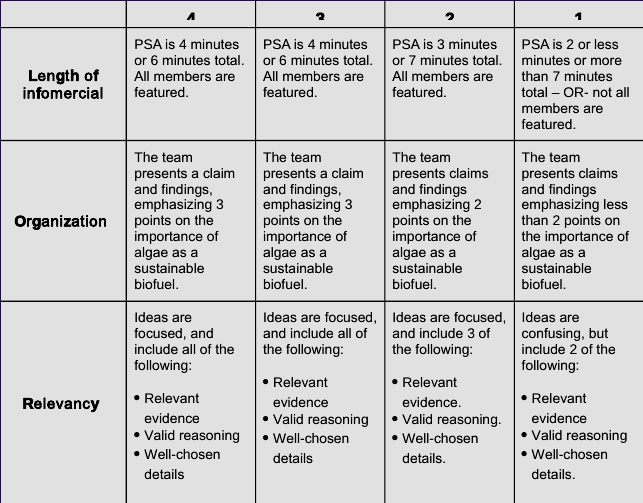 4 3 2 1
Length of
infomercial
PSA is 4 minutes
or 6 minutes total.
All members are
featured.
PSA is 4 minutes
or 6 minutes total.
All members are
featured.
PSA is 3 minutes
or 7 minutes total.
All members are
featured.
PSA is 2 or less
minutes or more
than 7 minutes
total – OR- not all
members are
featured.
Organization
The team
presents a claim
and findings,
emphasizing 3
points on the
importance of
algae as a
sustainable
biofuel.
The team
presents a claim
and findings,
emphasizing 3
points on the
importance of
algae as a
sustainable
biofuel.
The team
presents claims
and findings
emphasizing 2
points on the
importance of
algae as a
sustainable
biofuel.
The team
presents claims
and findings
emphasizing less
than 2 points on
the importance of
algae as a
sustainable
biofuel.
Relevancy
Ideas are
focused, and
include all of the
following:
• Relevant
evidence
• Valid reasoning
• Well-chosen
details
Ideas are focused,
and include all of
the following:
• Relevant
evidence
• Valid reasoning
• Well-chosen
details
Ideas are focused,
and include 3 of
the following:
• Relevant
evidence.
• Valid reasoning.
• Well-chosen
details.
Ideas are
confusing, but
include 2 of the
following:
• Relevant
evidence
• Valid reasoning
• Well-chosen
details.